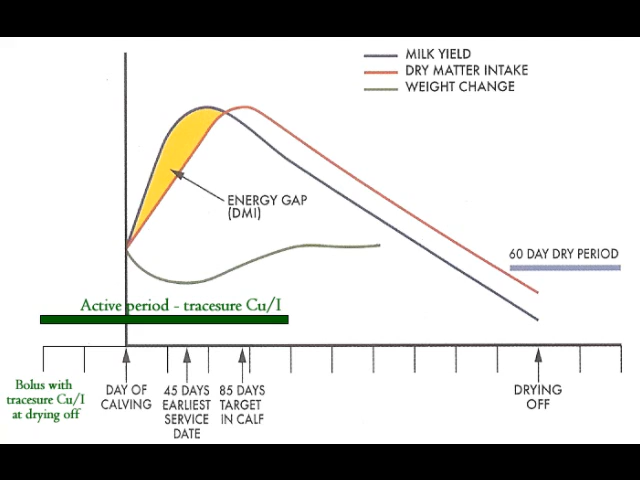 MILK YIELD
DRY MATTER INTAKE
WEIGHT CHANGE
ENERGY GAP
(DMI)
60 DAY DRY PERIOD
Active period - tracesure Cu/I
Bolus with
tracesure Cu/I
at drying off
DAY OF
CALVING
45 DAYS
EARLIEST
SERVICE
DATE
85 DAYS
TARGET
IN CALF
DRYING
OFF